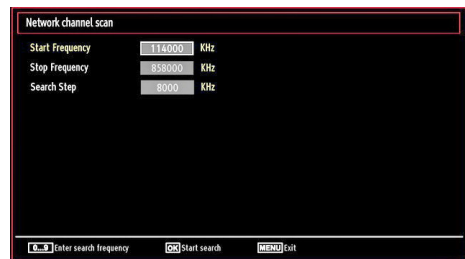 Network channel scan
Start Frequency 114000 KHz
Stop Frequency 858000 KHz
Search Step 8000 KHz
0...9 Enter search frequency OK Start search MENU Exit